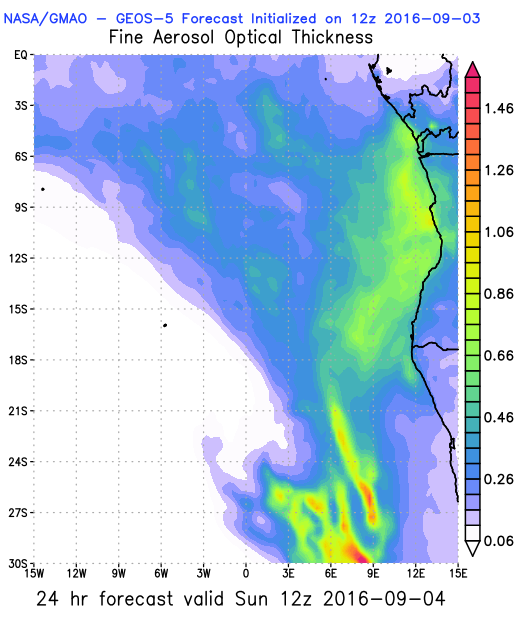 NASA/GMAO – GEOS-5 Forecast Initialized on 12z 2016-09-03
Fine Aerosol Optical Thickness
EQ
3S
6S
9S
12S
15S
18S
21S
24S
27S
30S
15W 12W 9W 6W 3W 0 3E 6E 9E 12E 15E
1.46
1.26
1.06
0.86
0.66
0.46
0.26
0.06
24 hr forecast valid Sun 12z 2016-09-04